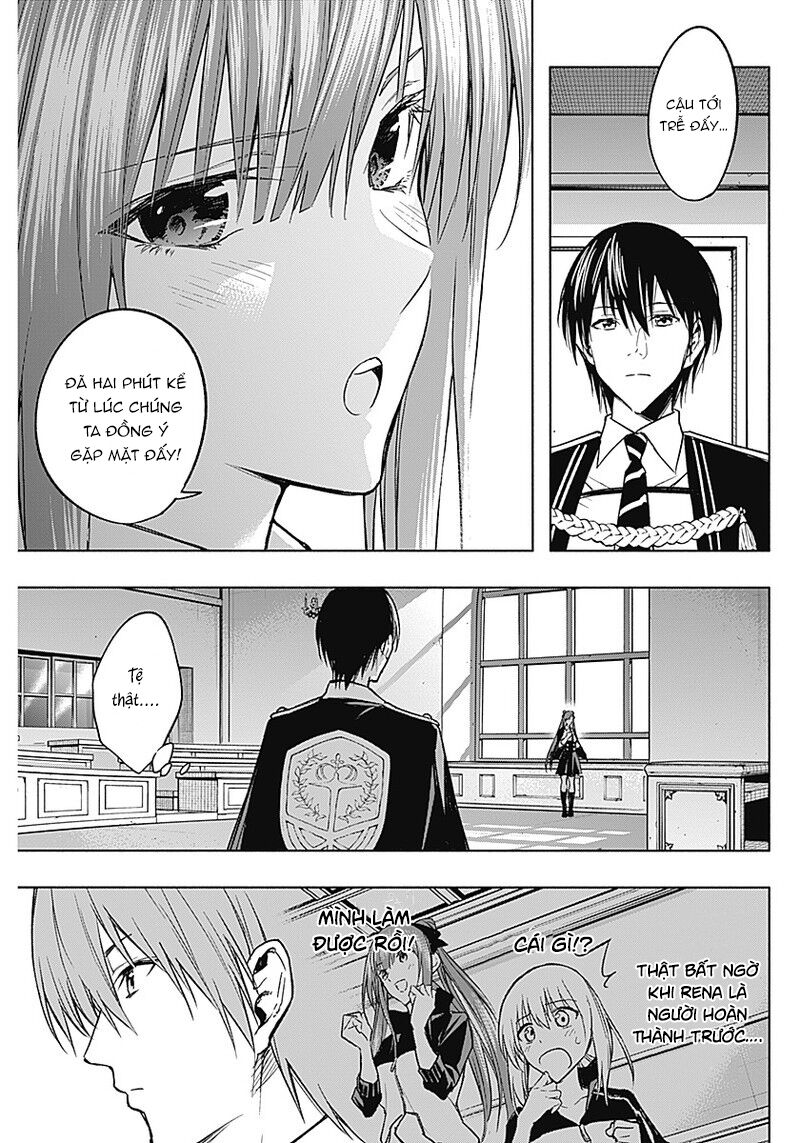 CẬU TỚI
TRỄ ĐẤY...
ĐÃ HAI PHÚT KỂ
TỪ LÚC CHÚNG
TA ĐỒNG Ý
GẶP MẶT ĐẤY!
TỆ
THẬT....
THẬT BẤT NGỜ
KHI RENA LÀ
NGƯỜI HOÀN
THÀNH TRƯỚC....
CÁI GÌ!?
MÌNH LÀM
ĐƯỢC RỒI!